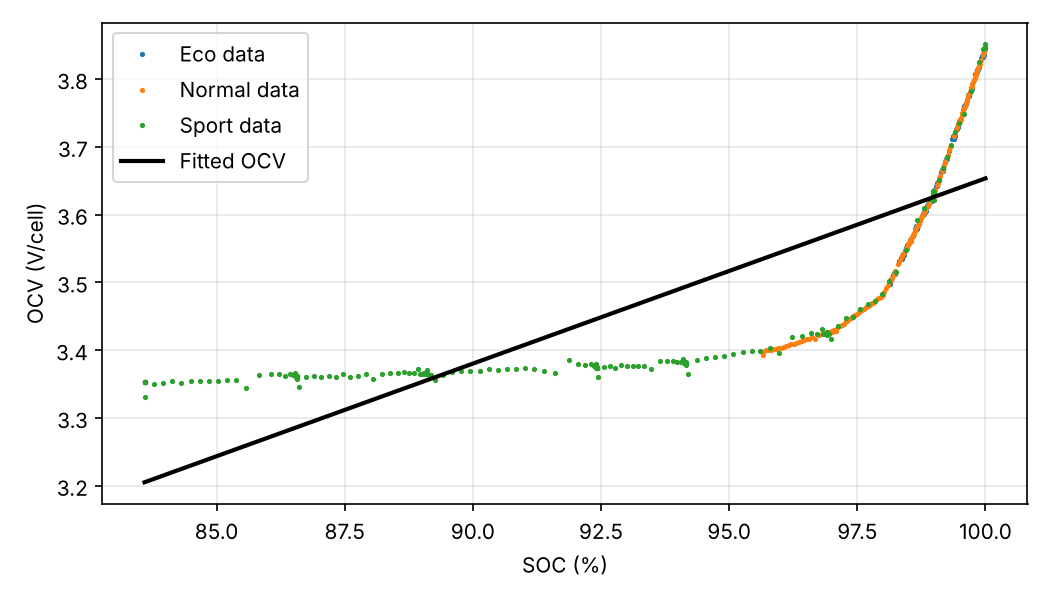 Eco data
Normal data
Sport data
Fitted OCV
3.8
3.7
3.6
3.5
3.4
3.3
3.2
OCV (V/cell)
85.0 87.5 90.0 92.5 95.0 97.5 100.0
SOC (%)